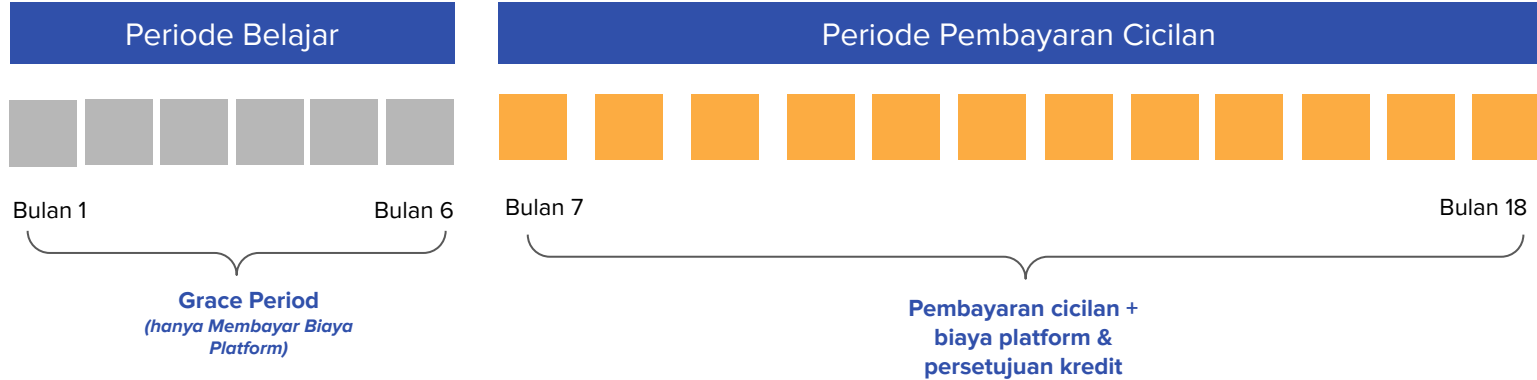 Periode Belajar
Periode Pembayaran Cicilan
Bulan 1
Bulan 6
Bulan 7
Bulan 18
Grace Period
(hanya Membayar Biaya
Platform)
Pembayaran cicilan +
biaya platform &
persetujuan kredit